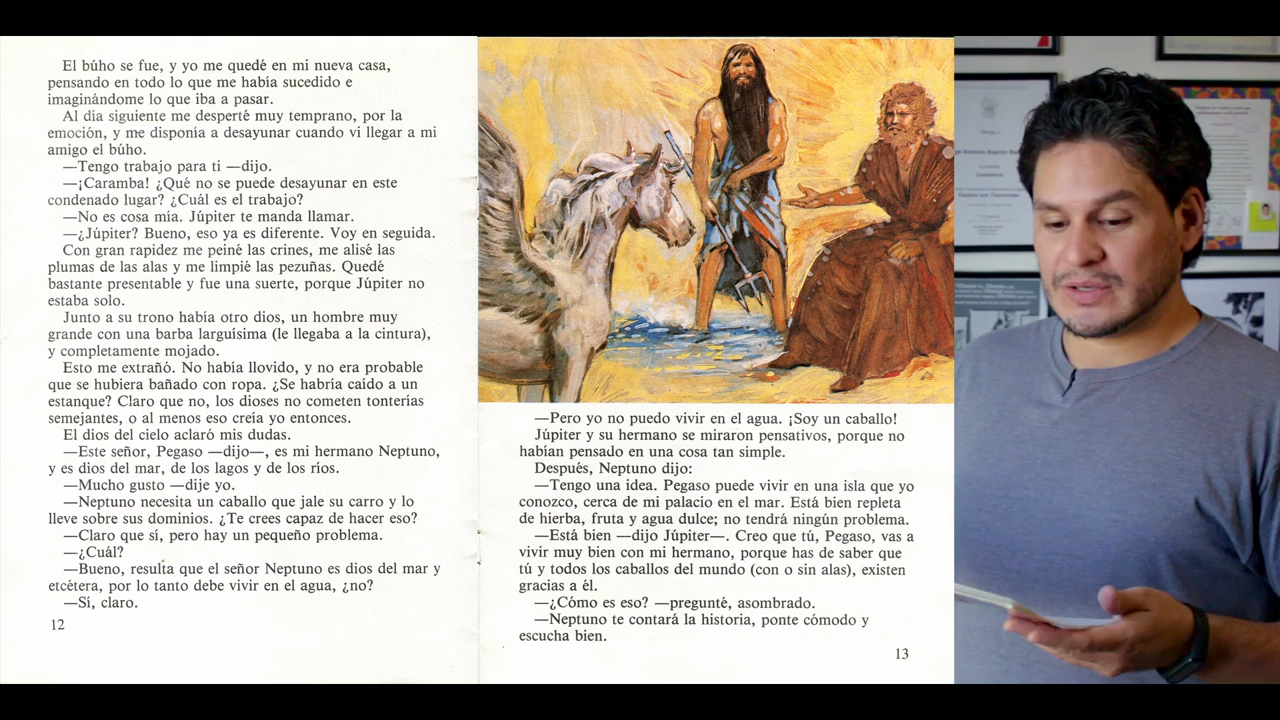 El búho se fue, y yo me quedé en mi nueva casa,
pensando en todo lo que me había sucedido e
imaginándome lo que iba a pasar.
Al día siguiente me desperté muy temprano, por la
emoción, y me disponía a desayunar cuando vi llegar a mi
amigo el búho.
—Tengo trabajo para ti —dijo.
—¡Caramba! ¿Qué no se puede desayunar en este
condenado lugar? ¿Cuál es el trabajo?
—No es cosa mía. Júpiter te manda llamar.
—¿Júpiter? Bueno, eso ya es diferente. Voy en seguida.
Con gran rapidez me peiné las crines, me alisé las
plumas de las alas y me limpié las pezuñas. Quedé
bastante presentable y fue una suerte, porque Júpiter no
estaba solo.
Junto a su trono había otro dios, un hombre muy
grande con una barba larguísima (le llegaba a la cintura),
y completamente mojado.
Esto me extrañó. No había llovido, y no era probable
que se hubiera bañado con ropa. ¿Se habría caído a un
estanque? Claro que no, los dioses no cometen tonterías
semejantes, o al menos eso creía yo entonces.
El dios del cielo aclaró mis dudas.
—Este señor, Pegaso —dijo—, es mi hermano Neptuno,
y es dios del mar, de los lagos y de los ríos.
—Mucho gusto —dije yo.
—Neptuno necesita un caballo que jale su carro y lo
lleve sobre sus dominios. ¿Te crees capaz de hacer eso?
—Claro que sí, pero hay un pequeño problema.
—¿Cuál?
—Bueno, resulta que el señor Neptuno es dios del mar y
etcétera, por lo tanto debe vivir en el agua, ¿no?
—Sí, claro.
12
—Pero yo no puedo vivir en el agua. ¡Soy un caballo!
Júpiter y su hermano se miraron pensativos, porque no
habían pensado en una cosa tan simple.
Después, Neptuno dijo:
—Tengo una idea. Pegaso puede vivir en una isla que yo
conozco, cerca de mi palacio en el mar. Está bien repleta
de hierba, fruta y agua dulce; no tendrá ningún problema.
—Está bien —dijo Júpiter—. Creo que tú, Pegaso, vas a
vivir muy bien con mi hermano, porque has de saber que
tú y todos los caballos del mundo (con o sin alas), existen
gracias a él.
—¿Cómo es eso? —pregunté, asombrado.
—Neptuno te contará la historia, ponte cómodo y
escucha bien.
13